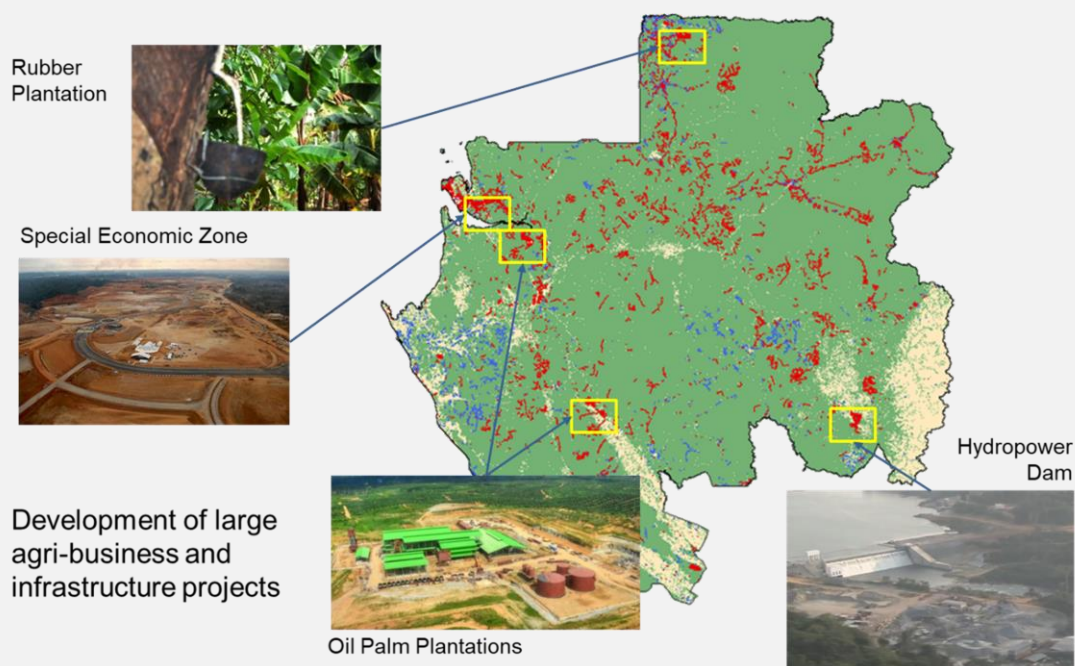 Rubber
Plantation
Special Economic Zone
Hydropower
Dam
Development of large
agri-business and
infrastructure projects
Oil Palm Plantations